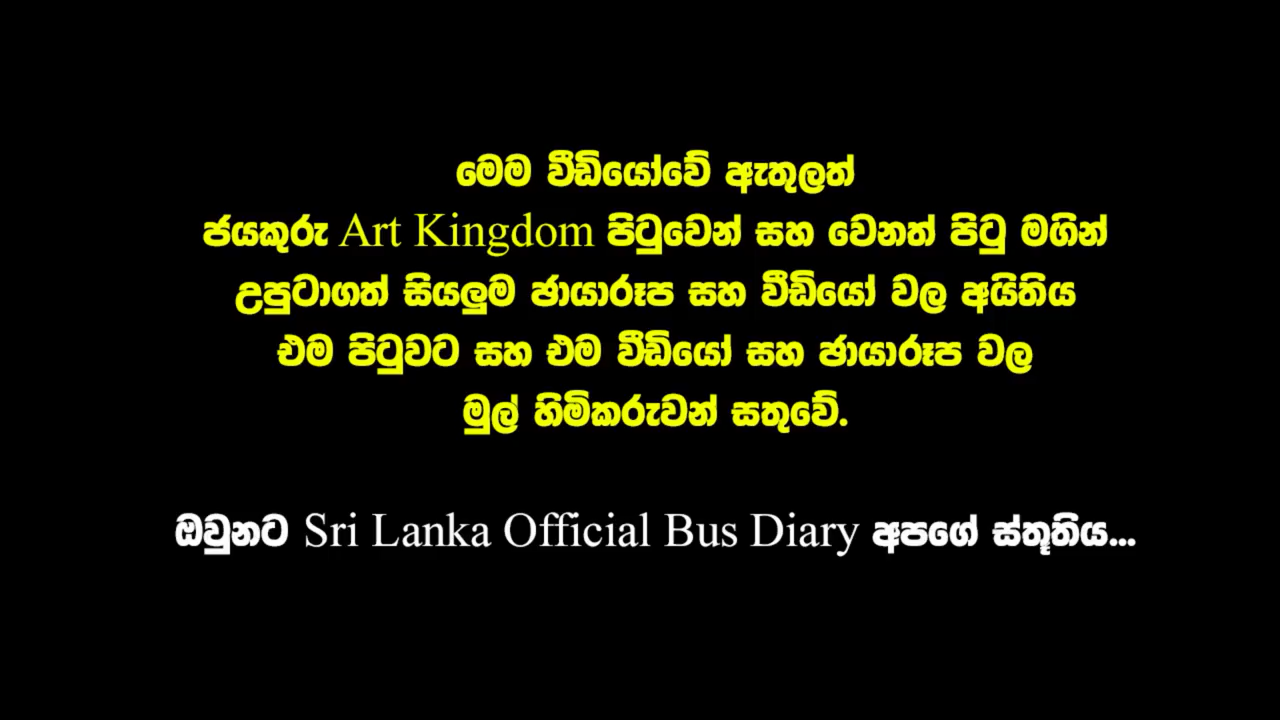 මෙම වීඩියෝවේ ඇතුලත්
ජයකුරු Art Kingdom පිටුවෙන් සහ වෙනත් පිටු මගින්
උපුටාගත් සියලුම ඡායාරූප සහ වීඩියෝ වල අයිතිය
එම පිටුවට සහ එම වීඩියෝ සහ ඡායාරූප වල
මුල් හිමිකරුවන් සතුවේ.
ඔවුනට Sri Lanka Official Bus Diary අපගේ ස්තූතිය...